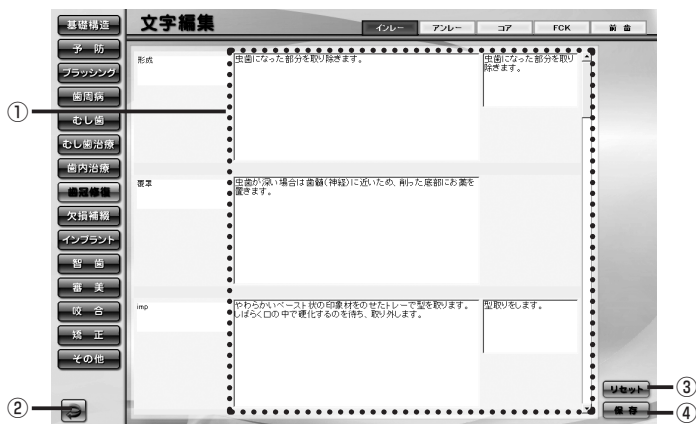 文字編集
インレー
アンレー
コア
FCK
前 歯
基礎構造
予 防
ブラッシング
歯周病
むし歯
むし歯治療
歯内治療
歯冠修復
欠損補綴
インプラント
智 歯
審 美
咬 合
矯 正
その他
形成
虫歯になった部分を取り除きます。
虫歯になった部分を取り
除きます。
覆罩
虫歯が深い場合は歯髄(神経)に近いため、削った底部にお薬を
置きます。
imp
やわらかいペースト状の印象材をのせたトレーで型を取ります。
しばらく口の中で硬化するのを待ち、取り外します。
型取りをします。
リセット
保 存
①
②
③
④